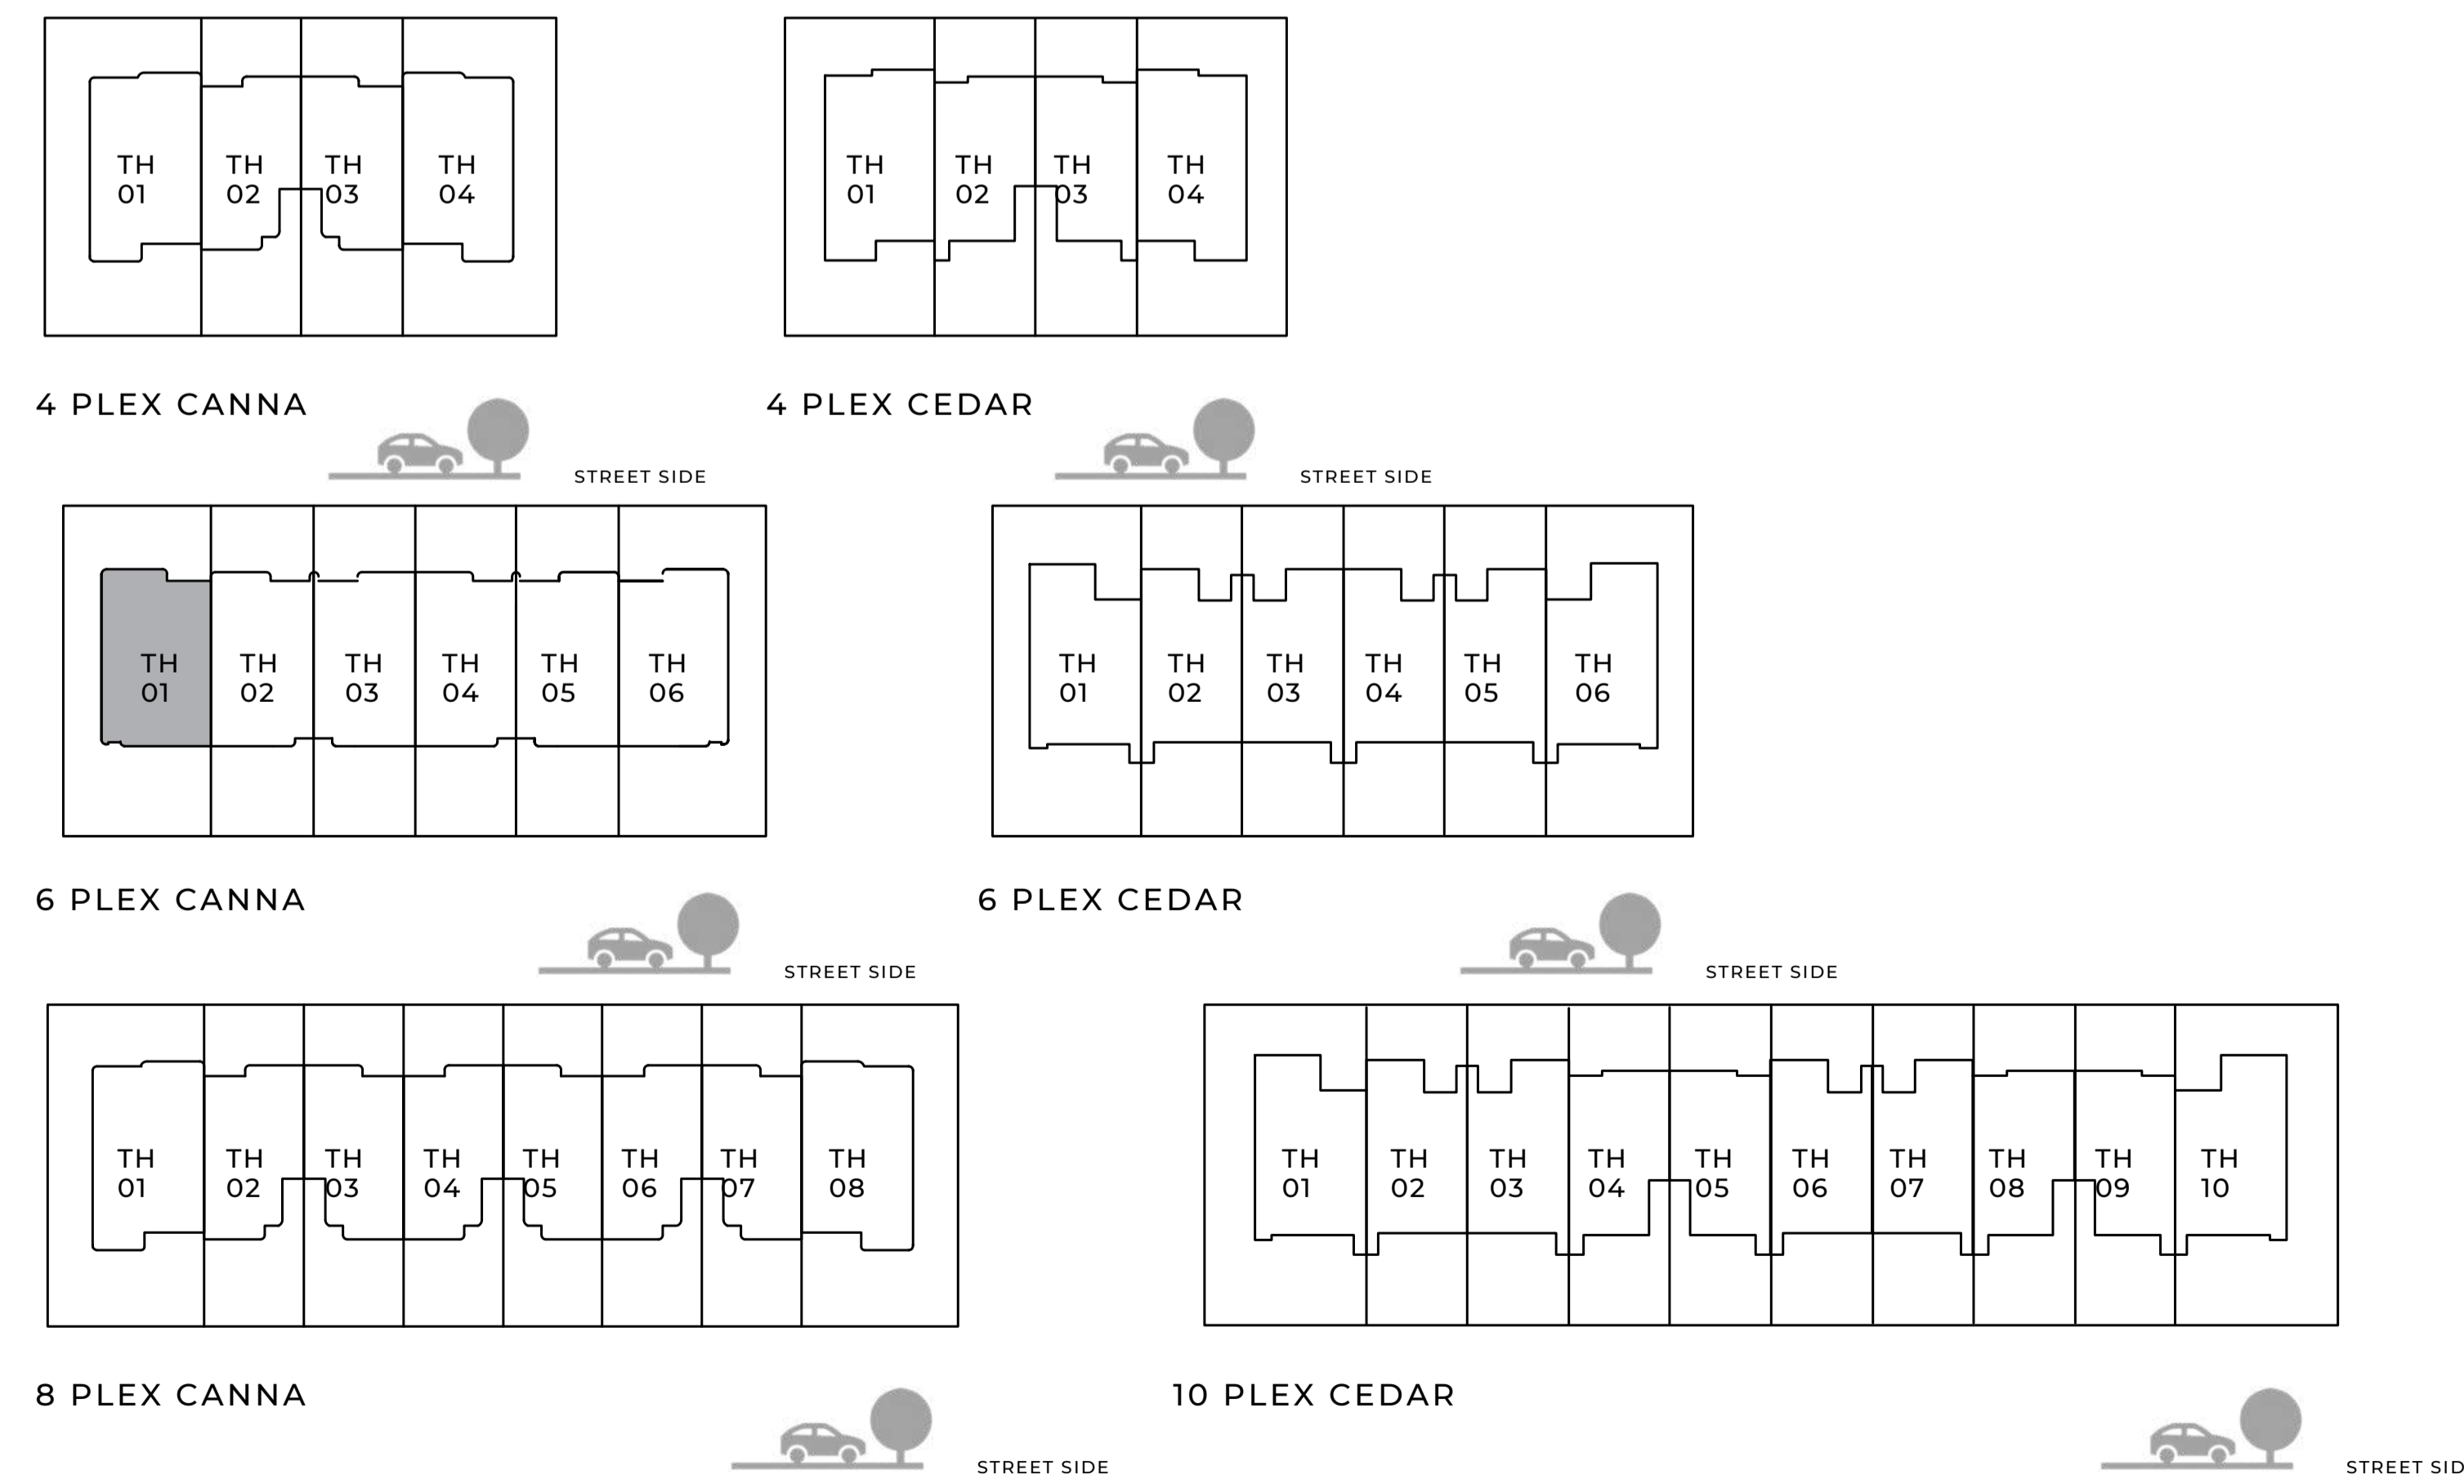 TH TH TH TH
01 02 03 04
TH TH TH TH
01 02 03 04
4 PLEX CANNA
STREET SIDE
4 PLEX CEDAR
STREET SIDE
TH TH TH TH TH TH
01 02 03 04 05 06
TH TH TH TH TH TH
01 02 03 04 05 06
6 PLEX CANNA
STREET SIDE
6 PLEX CEDAR
STREET SIDE
TH TH TH TH TH TH TH TH
01 02 03 04 05 06 07 08
TH TH TH TH TH TH TH TH TH TH
01 02 03 04 05 06 07 08 09 10
8 PLEX CANNA
STREET SIDE
10 PLEX CEDAR
STREET SID